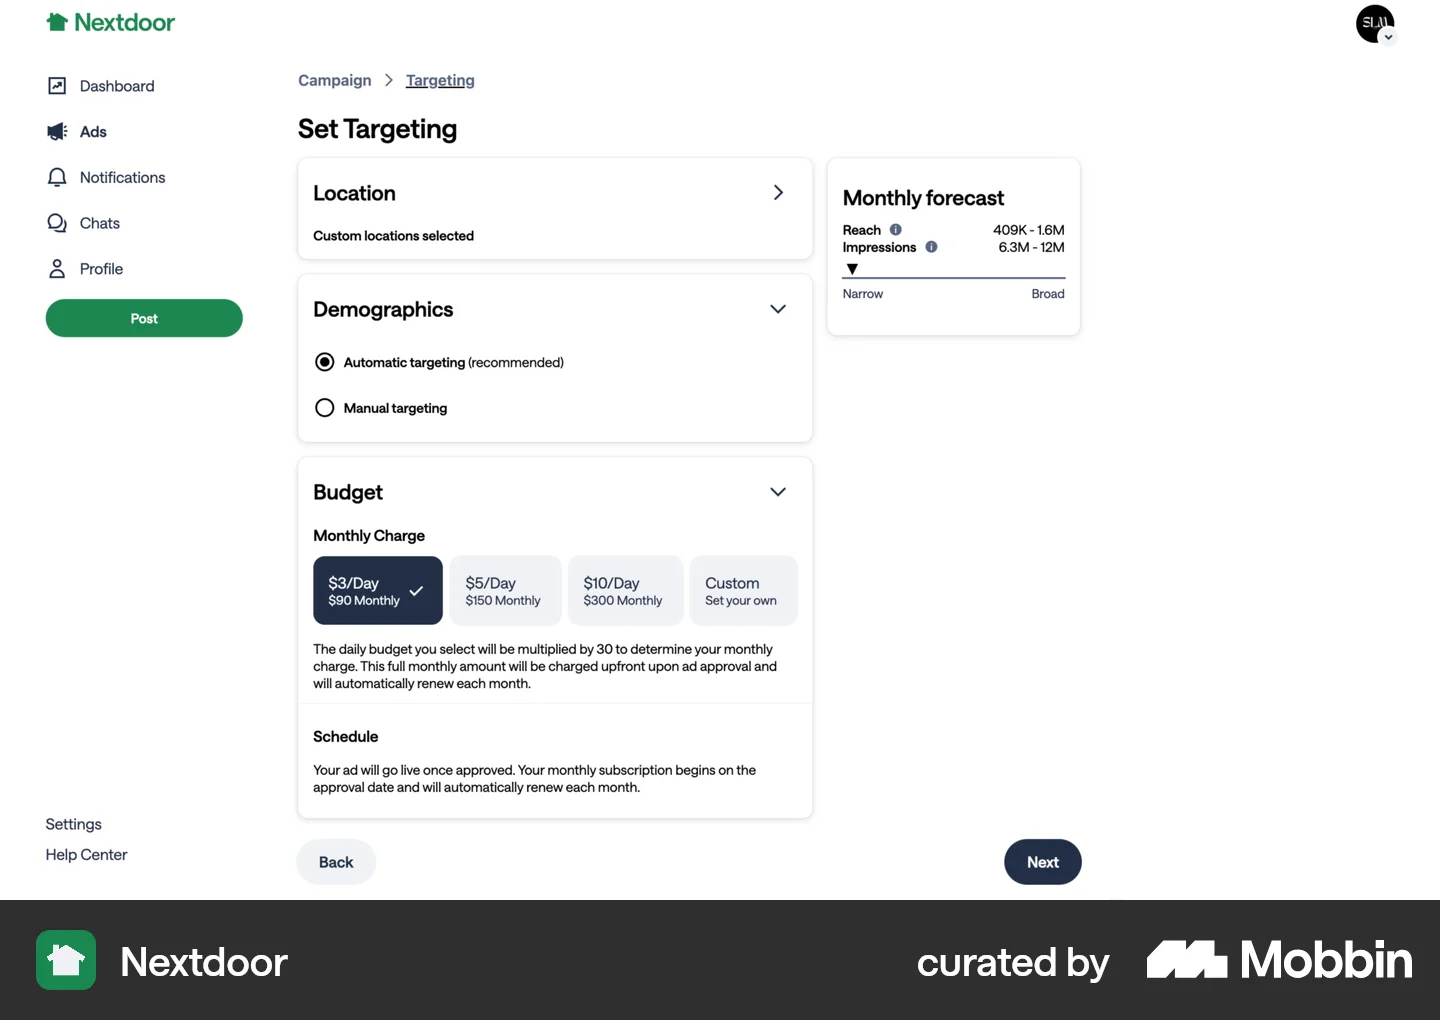 Nextdoor
SLM
Dashboard
Ads
Notifications
Chats
Profile
Post
Settings
Help Center
Campaign
Targeting
Set Targeting
Location
Custom locations selected
Demographics
Automatic targeting (recommended)
Manual targeting
Budget
Monthly Charge
$3/Day
$90 Monthly
$5/Day
$150 Monthly
$10/Day
$300 Monthly
Custom
Set your own
The daily budget you select will be multiplied by 30 to determine your monthly
charge. This full monthly amount will be charged upfront upon ad approval and
will automatically renew each month.
Schedule
Your ad will go live once approved. Your monthly subscription begins on the
approval date and will automatically renew each month.
Monthly forecast
Reach 409K - 1.6M
Impressions 6.3M - 12M
Narrow Broad
Back
Next
Nextdoor
curated by Mobbin